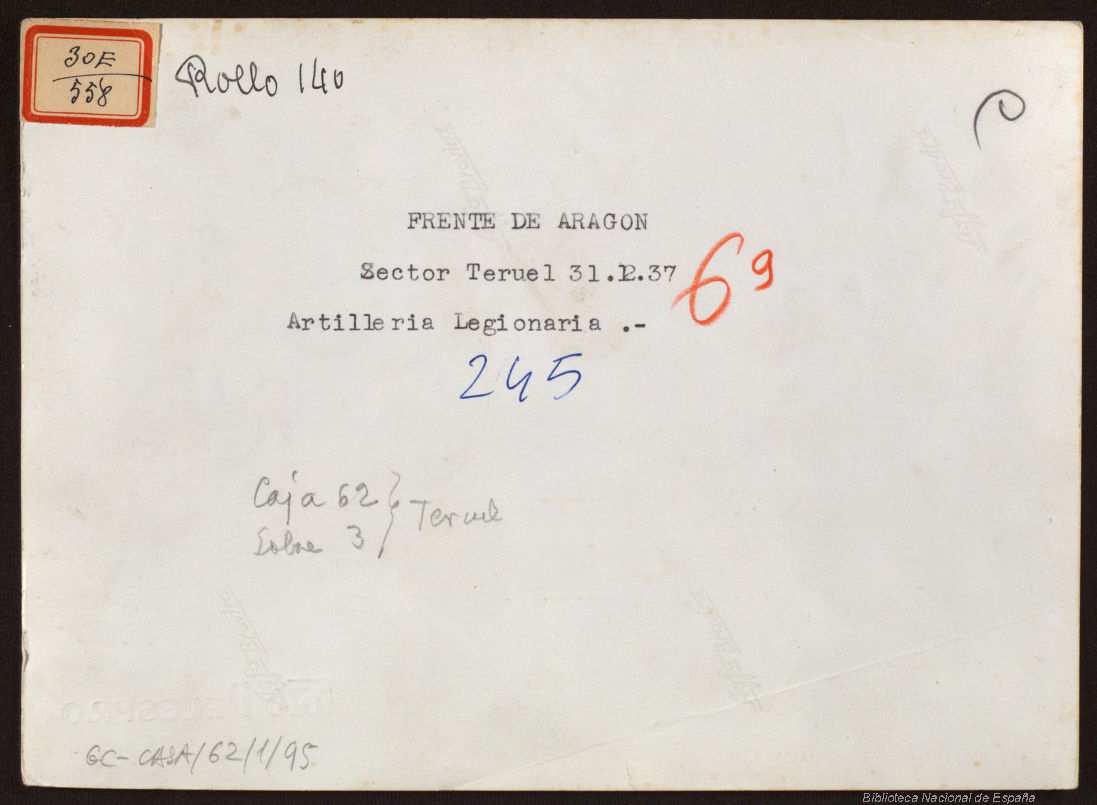 30E
558
Rollo 140
FRENTE DE ARAGON
Sector Teruel 31.12.37
69
Artilleria Legionaria .-
245
Caja 62 } Teruel
Sobre 3
GC-CASA/62/1/95
Biblioteca Nacional de España